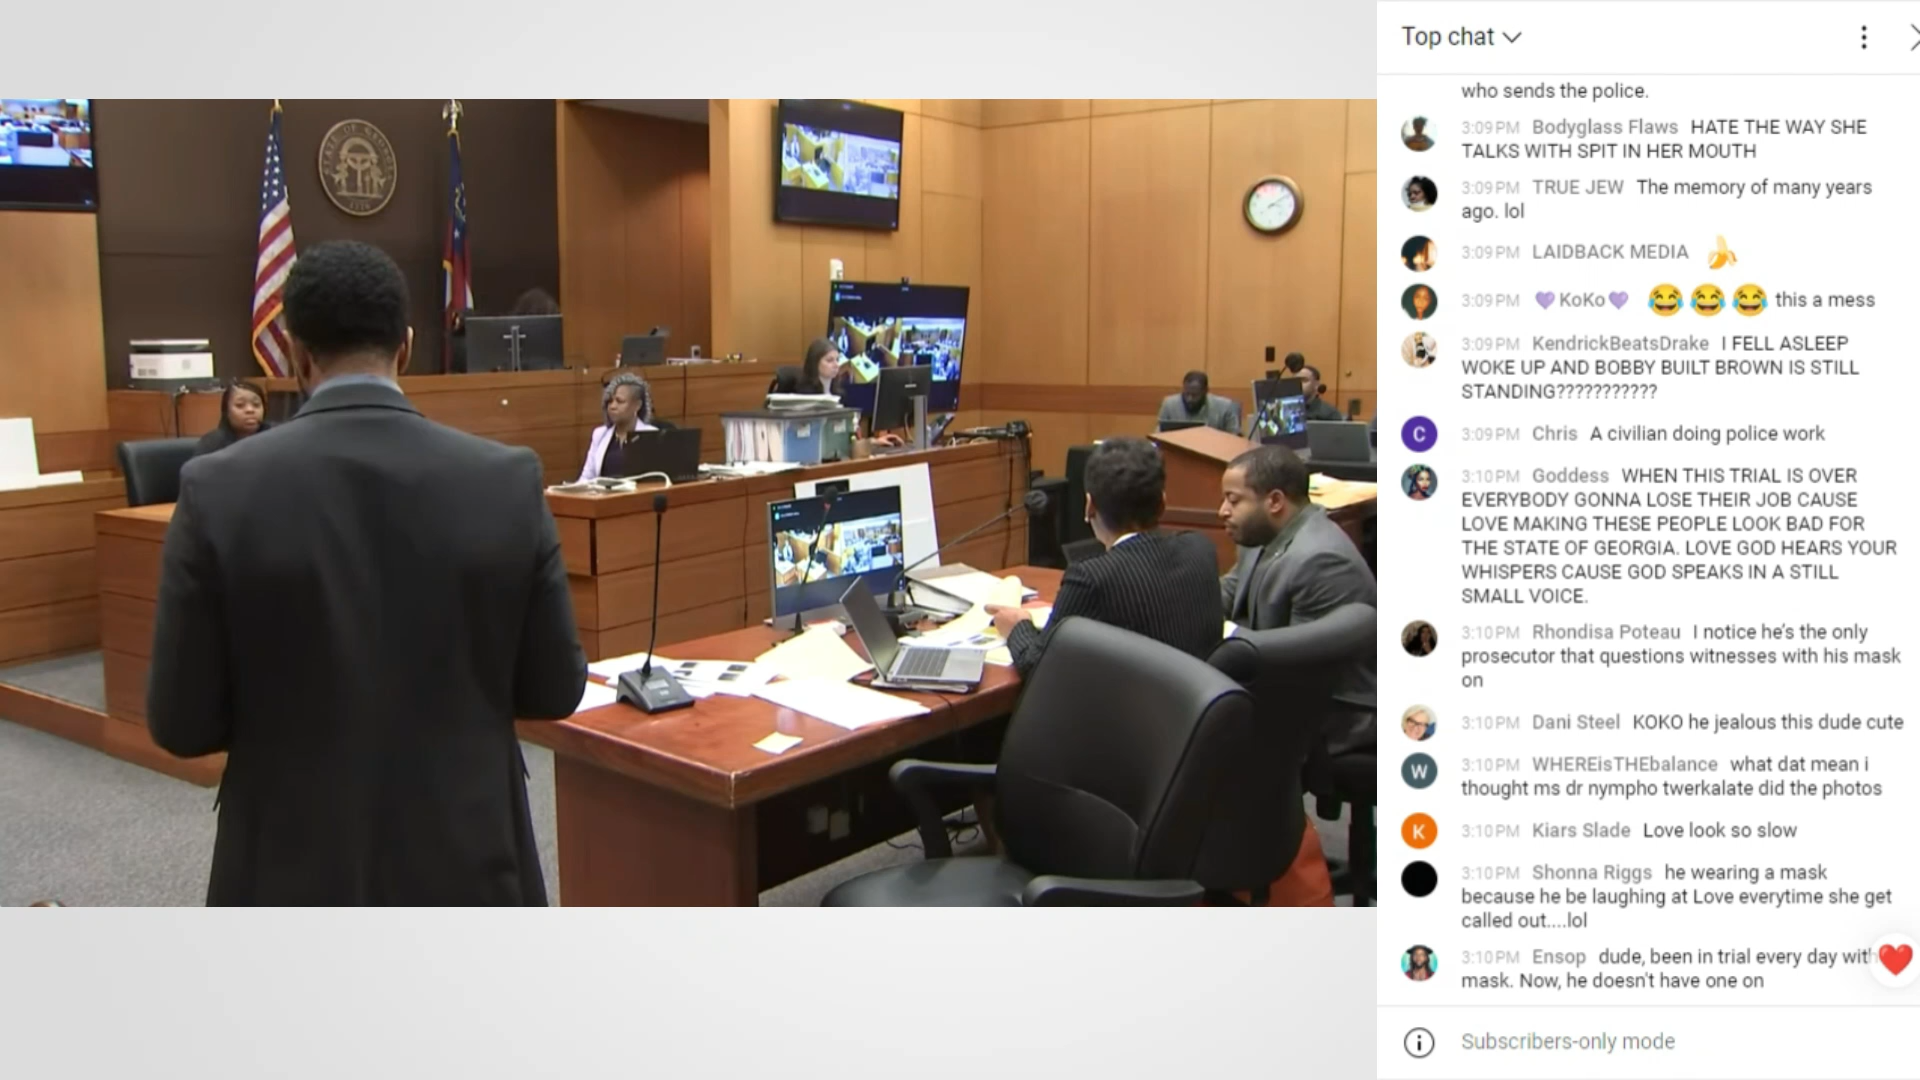 STATE OF GEORGIA
1776
Top chat
who sends the police.
3:09 PM Bodyglass Flaws HATE THE WAY SHE
TALKS WITH SPIT IN HER MOUTH
3:09 PM TRUE JEW The memory of many years
ago. lol
3:09 PM LAIDBACK MEDIA 🍌
3:09 PM 💜KoKo💜 😂😂😂 this a mess
3:09 PM KendrickBeatsDrake I FELL ASLEEP
WOKE UP AND BOBBY BUILT BROWN IS STILL
STANDING???????????
C
3:09 PM Chris A civilian doing police work
3:10 PM Goddess WHEN THIS TRIAL IS OVER
EVERYBODY GONNA LOSE THEIR JOB CAUSE
LOVE MAKING THESE PEOPLE LOOK BAD FOR
THE STATE OF GEORGIA. LOVE GOD HEARS YOUR
WHISPERS CAUSE GOD SPEAKS IN A STILL
SMALL VOICE.
3:10 PM Rhondisa Poteau I notice he's the only
prosecutor that questions witnesses with his mask
on
3:10 PM Dani Steel KOKO he jealous this dude cute
W
3:10 PM WHEREisTHEbalance what dat mean i
thought ms dr nympho twerkalate did the photos
K
3:10 PM Kiars Slade Love look so slow
3:10 PM Shonna Riggs he wearing a mask
because he be laughing at Love everytime she get
called out....lol
3:10 PM Ensop dude, been in trial every day with
mask. Now, he doesn't have one on
Subscribers-only mode